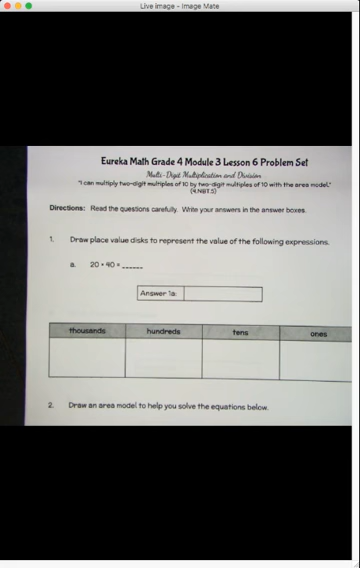 Live image - Image Mate
Eureka Math Grade 4 Module 3 Lesson 6 Problem Set
Multi-Digit Multiplication and Division
"I can multiply two-digit multiples of 10 by two-digit multiples of 10 with the area model."
(4.NBT.5)
Directions: Read the questions carefully. Write your answers in the answer boxes.
1. Draw place value disks to represent the value of the following expressions.
a. 20 • 40 = ______
Answer 1a:
thousands hundreds tens ones
2. Draw an area model to help you solve the equations below.